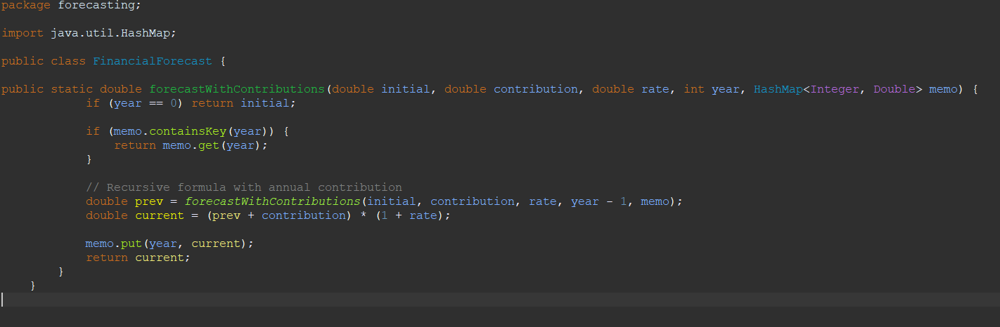 package forecasting;
import java.util.HashMap;
public class FinancialForecast {
public static double forecastWithContributions(double initial, double contribution, double rate, int year, HashMap<Integer, Double> memo) {
if (year == 0) return initial;
if (memo.containsKey(year)) {
return memo.get(year);
}
// Recursive formula with annual contribution
double prev = forecastWithContributions(initial, contribution, rate, year - 1, memo);
double current = (prev + contribution) * (1 + rate);
memo.put(year, current);
return current;
}
}